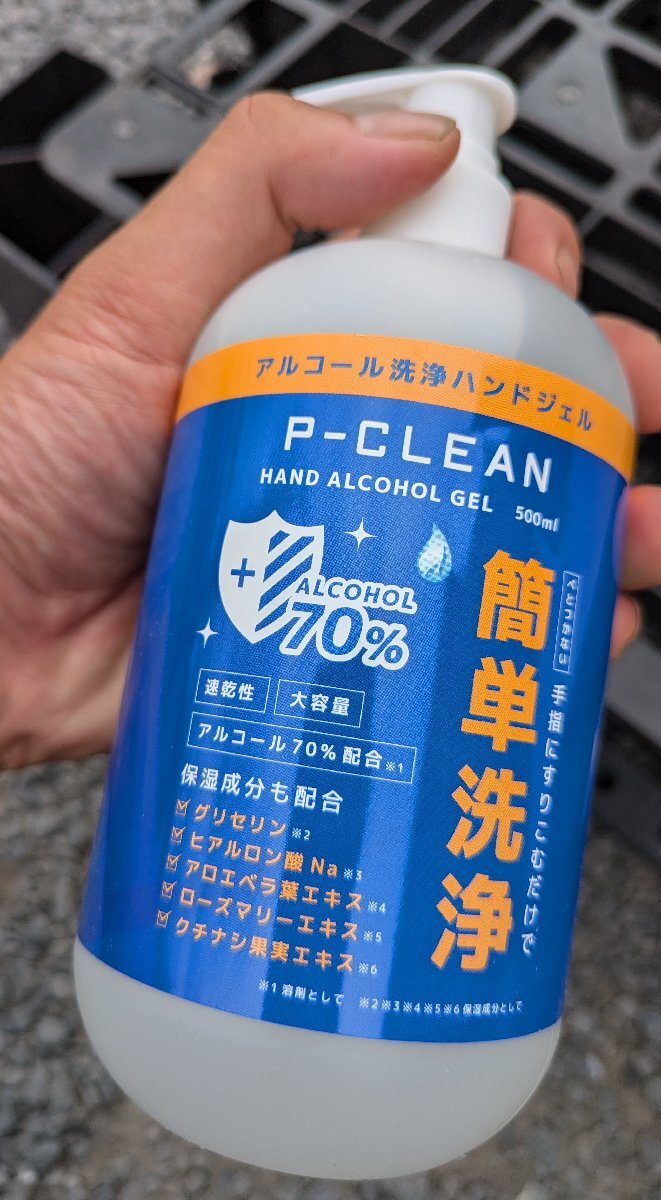 アルコール洗浄ハンドジェル
P-CLEAN
HAND ALCOHOL GEL 500ml
+
ALCOHOL
70%
べとつかない
手指にすりこむだけで
簡単洗浄
速乾性 大容量
アルコール70%配合※1
保湿成分も配合
グリセリン※2
ヒアルロン酸Na※3
アロエベラ葉エキス※4
ローズマリーエキス※5
クチナシ果実エキス※6
※1 溶剤として ※2※3※4※5※6 保湿成分として